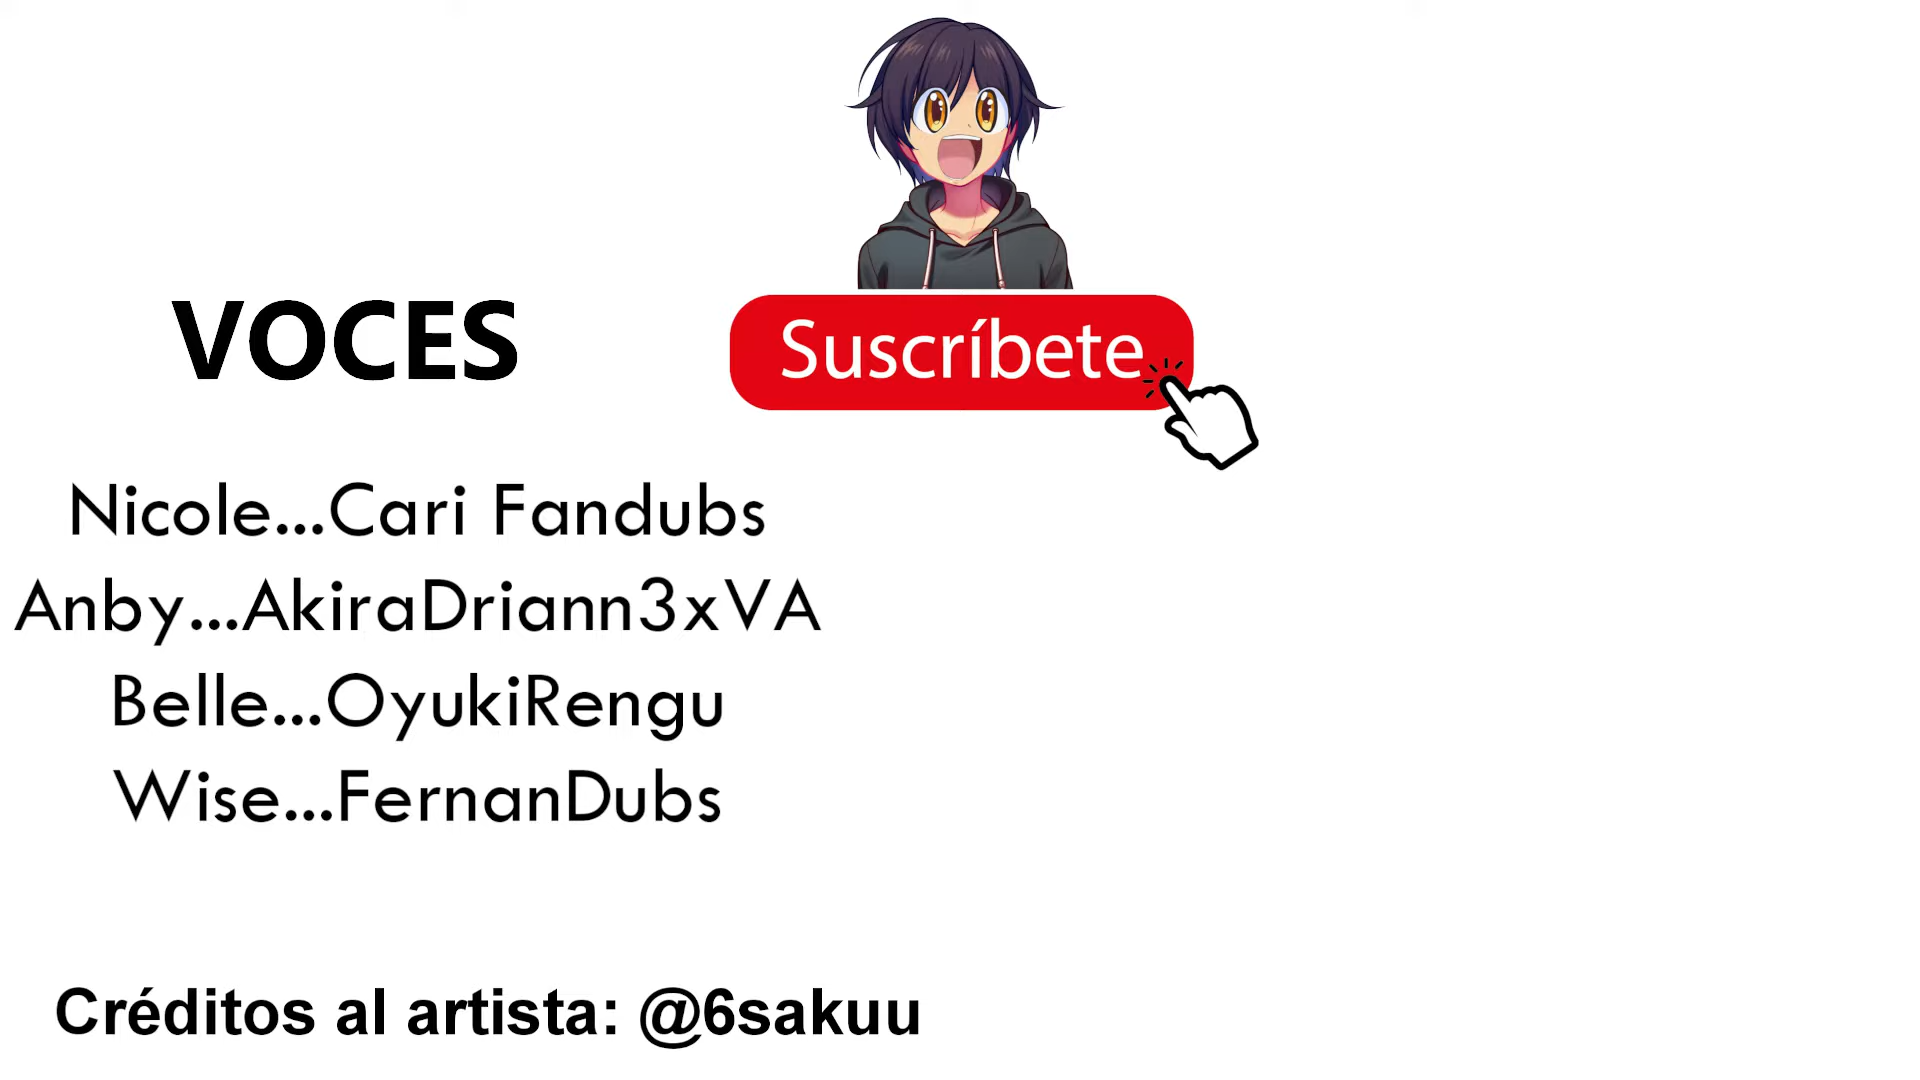 VOCES
Suscríbete
Nicole...Cari Fandubs
Anby...AkiraDriann3xVA
Belle...OyukiRengu
Wise...FernanDubs
Créditos al artista: @6sakuu